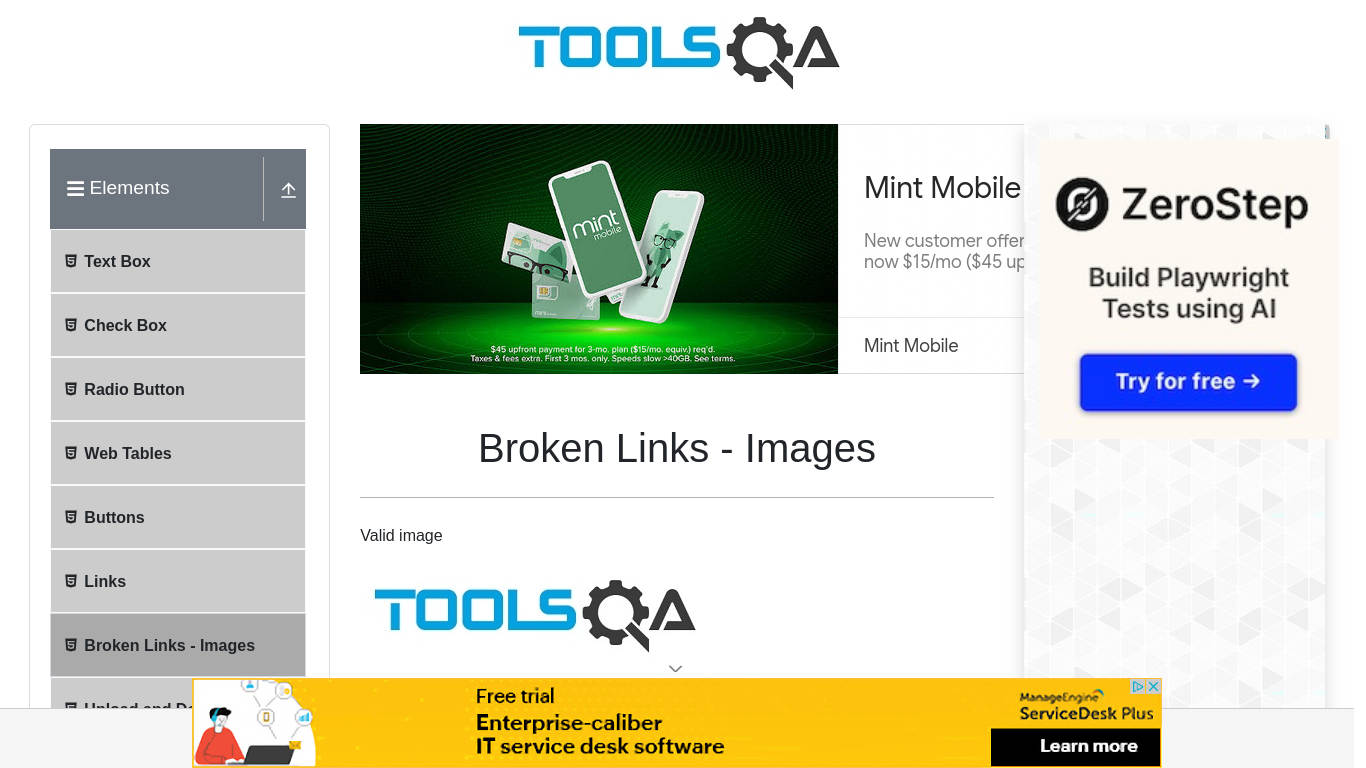 TOOLSQA
Elements
Text Box
Check Box
Radio Button
Web Tables
Buttons
Links
Broken Links - Images
mint
mobile
$45 upfront payment for 3-mo. plan ($15/mo. equiv.) req'd.
Taxes & fees extra. First 3 mos. only. Speeds slow >40GB. See terms.
Mint Mobile
New customer offer
now $15/mo ($45 up
Mint Mobile
ZeroStep
Build Playwright
Tests using AI
Try for free →
Broken Links - Images
Valid image
TOOLSQA
Free trial
Enterprise-caliber
IT service desk software
ManageEngine
ServiceDesk Plus
Learn more